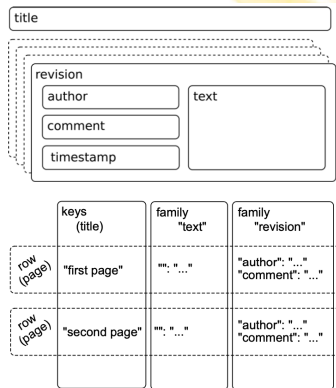 title
revision
author
text
comment
timestamp
keys
(title)
family
"text"
family
"revision"
row
(page)
"first page"
"": "..."
"author": "..."
"comment": "..."
row
(page)
"second page"
"": "..."
"author": "..."
"comment": "..."